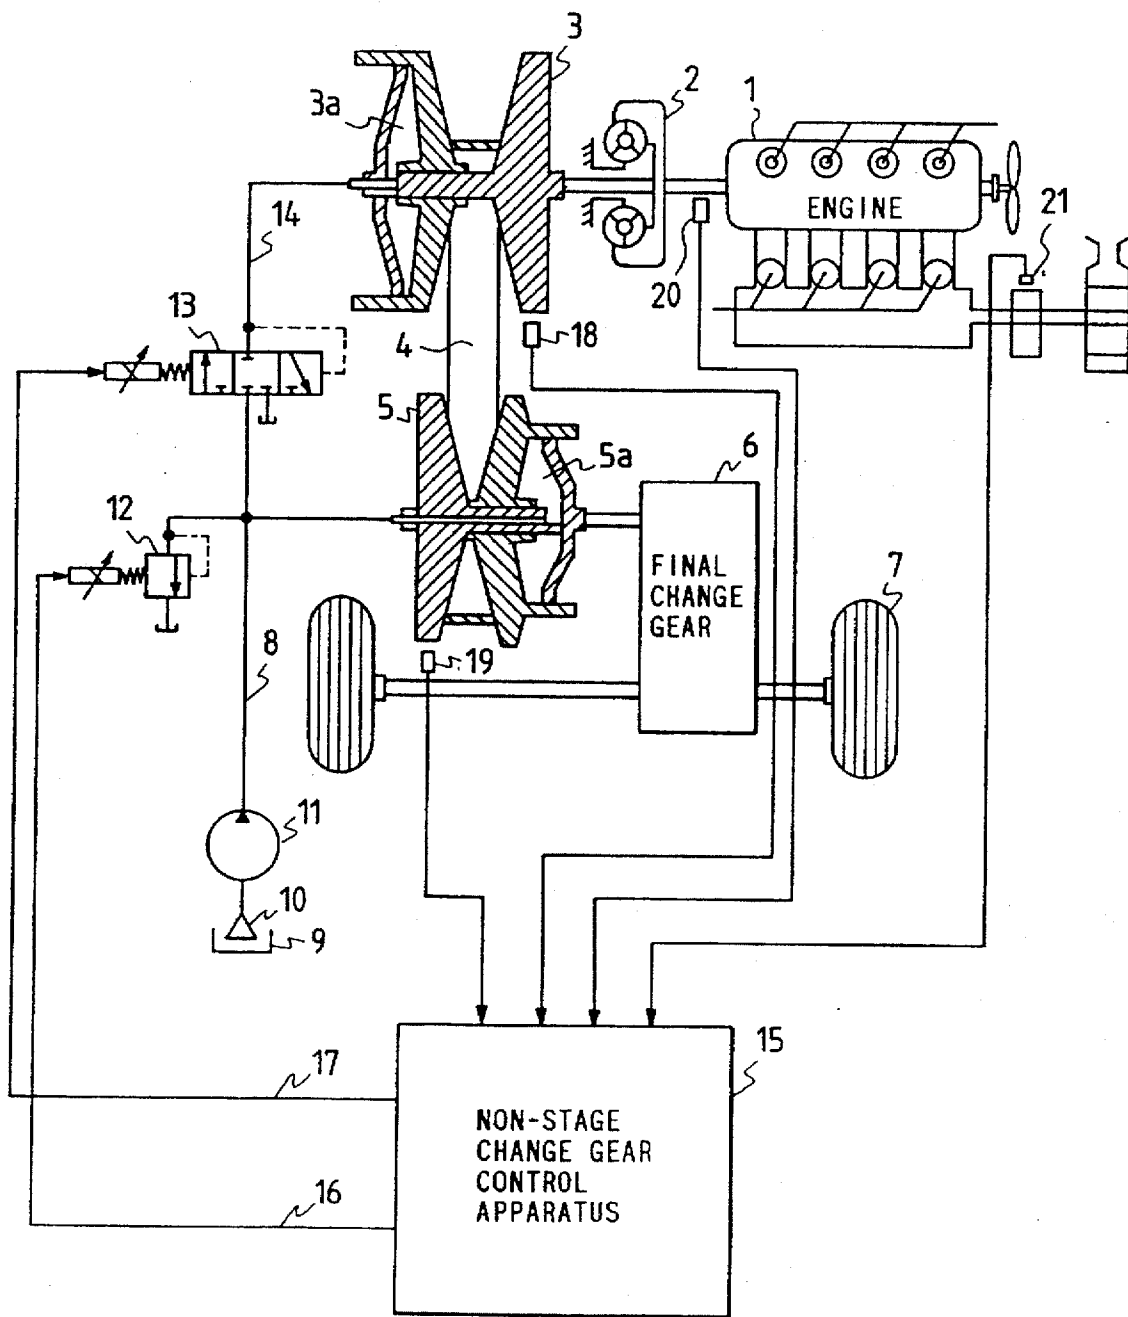 3
3a
2
1
ENGINE
21
14
20
13
18
4
5
5a
6
12
FINAL
CHANGE
GEAR
7
8
19
11
10
9
15
17
NON-STAGE
CHANGE GEAR
CONTROL
APPARATUS
16